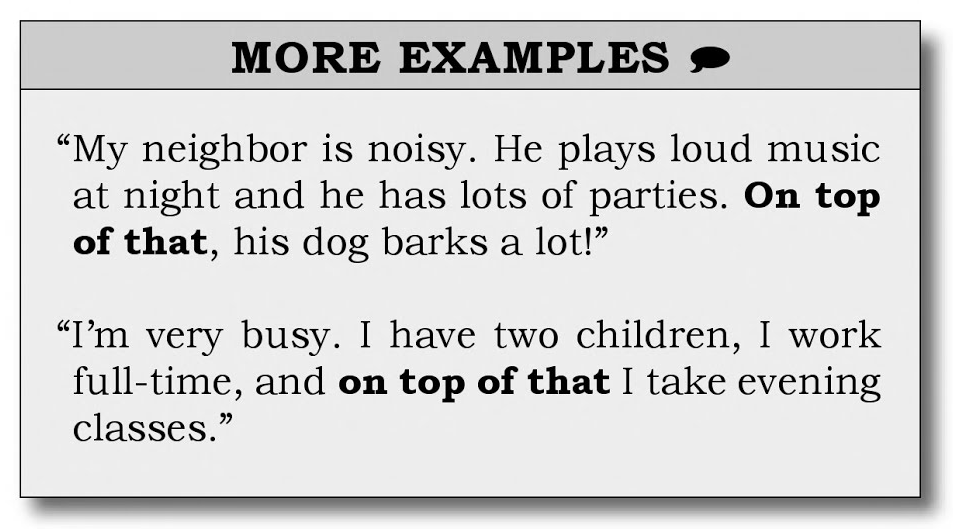 MORE EXAMPLES
“My neighbor is noisy. He plays loud music
at night and he has lots of parties. On top
of that, his dog barks a lot!”
“I’m very busy. I have two children, I work
full-time, and on top of that I take evening
classes.”